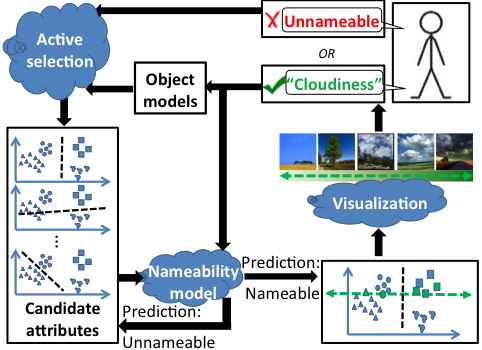 Active
selection
Unnameable
OR
"Cloudiness"
Object
models
Visualization
Nameability
model
Prediction:
Nameable
Prediction:
Unnameable
Candidate
attributes